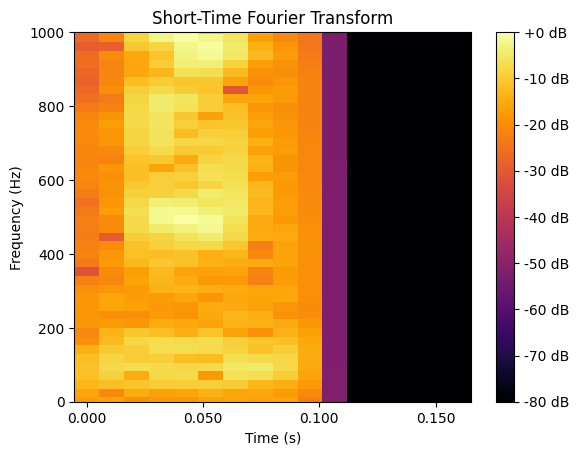 Short-Time Fourier Transform
1000
800
600
400
200
0
Frequency (Hz)
0.000
0.050
0.100
0.150
Time (s)
+0 dB
-10 dB
-20 dB
-30 dB
-40 dB
-50 dB
-60 dB
-70 dB
-80 dB